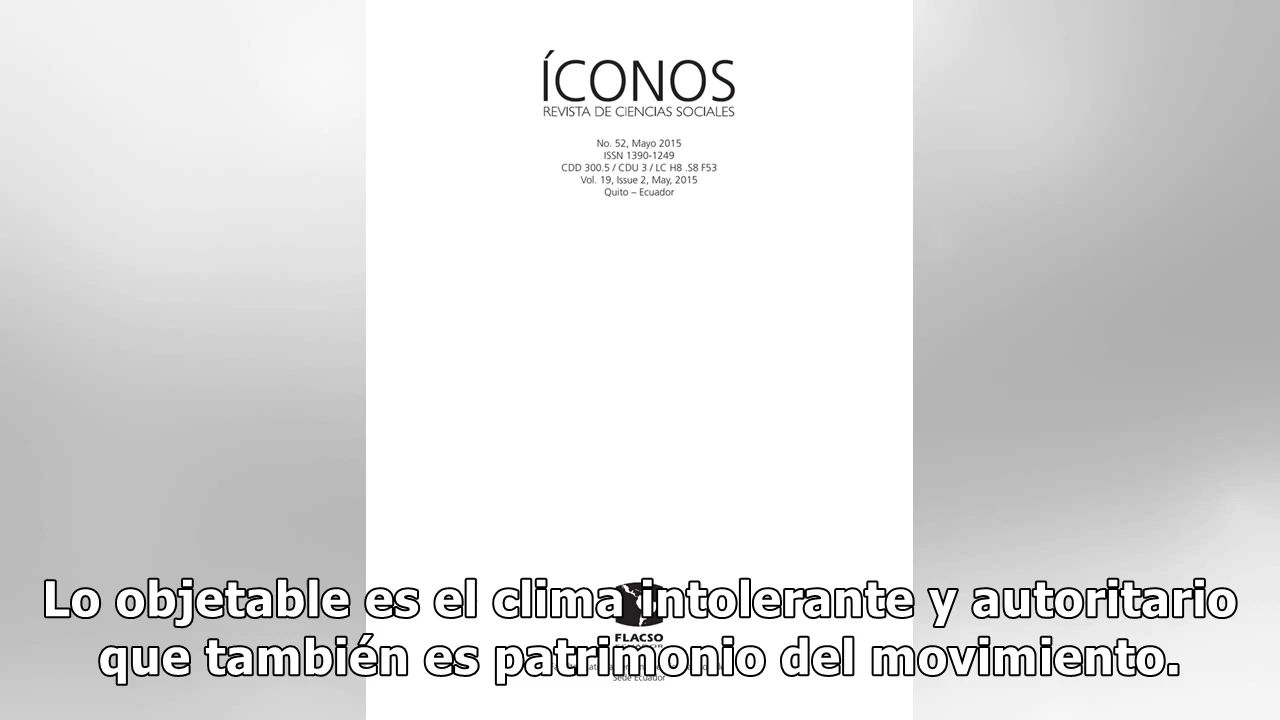 ÍCONOS
REVISTA DE CIENCIAS SOCIALES
No. 52, Mayo 2015
ISSN 1390-1249
CDD 300.5 / CDU 3 / LC H8 .S8 F53
Vol. 19, Issue 2, May, 2015
Quito – Ecuador
Lo objetable es el clima intolerante y autoritario
FLACSO
que también es patrimonio del movimiento.
Sede Ecuador